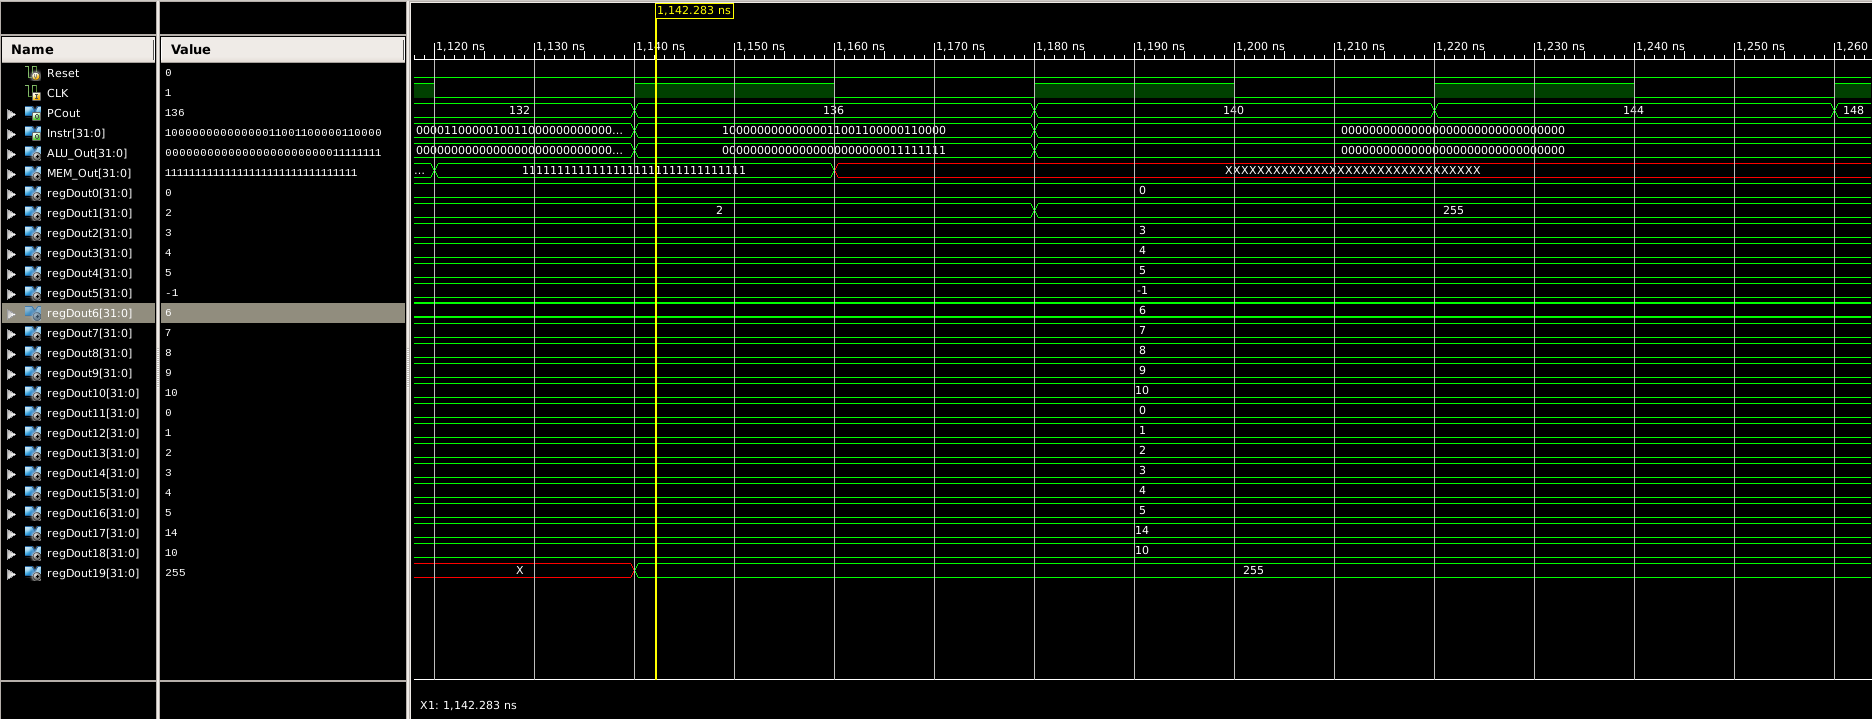 1,142.283 ns
Name
Value
1,120 ns 1,130 ns 1,140 ns 1,150 ns 1,160 ns 1,170 ns 1,180 ns 1,190 ns 1,200 ns 1,210 ns 1,220 ns 1,230 ns 1,240 ns 1,250 ns 1,260
Reset 0
CLK 1
PCout 136 132 136 140 144 148
Instr[31:0] 10000000000000011001100000110000 0000110000010011000000000000... 10000000000000011001100000110000 00000000000000000000000000000000
ALU_Out[31:0] 00000000000000000000000011111111 0000000000000000000000000000... 00000000000000000000000011111111 00000000000000000000000000000000
MEM_Out[31:0] 11111111111111111111111111111111 ... 11111111111111111111111111111111 XXXXXXXXXXXXXXXXXXXXXXXXXXXXXXXX
regDout0[31:0] 0 0
regDout1[31:0] 2 2 255
regDout2[31:0] 3 3
regDout3[31:0] 4 4
regDout4[31:0] 5 5
regDout5[31:0] -1 -1
regDout6[31:0] 6 6
regDout7[31:0] 7 7
regDout8[31:0] 8 8
regDout9[31:0] 9 9
regDout10[31:0] 10 10
regDout11[31:0] 0 0
regDout12[31:0] 1 1
regDout13[31:0] 2 2
regDout14[31:0] 3 3
regDout15[31:0] 4 4
regDout16[31:0] 5 5
regDout17[31:0] 14 14
regDout18[31:0] 10 10
regDout19[31:0] 255 X 255
X1: 1,142.283 ns